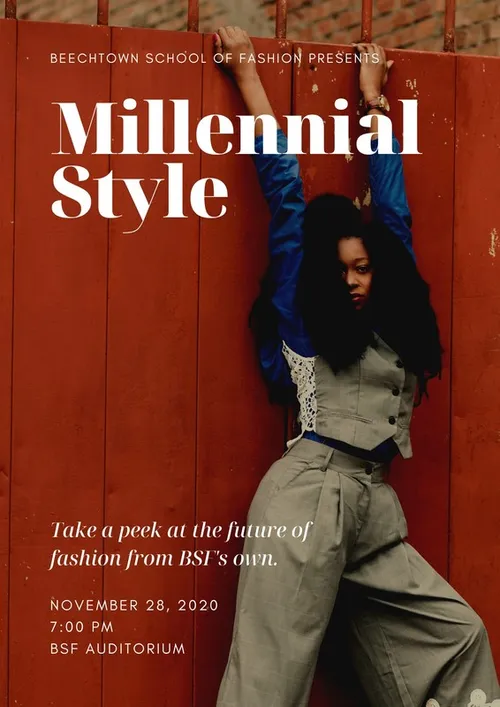 BEECHTOWN SCHOOL OF FASHION PRESENTS
Millennial
Style
Take a peek at the future of
fashion from BSF's own.
NOVEMBER 28, 2020
7:00 PM
BSF AUDITORIUM